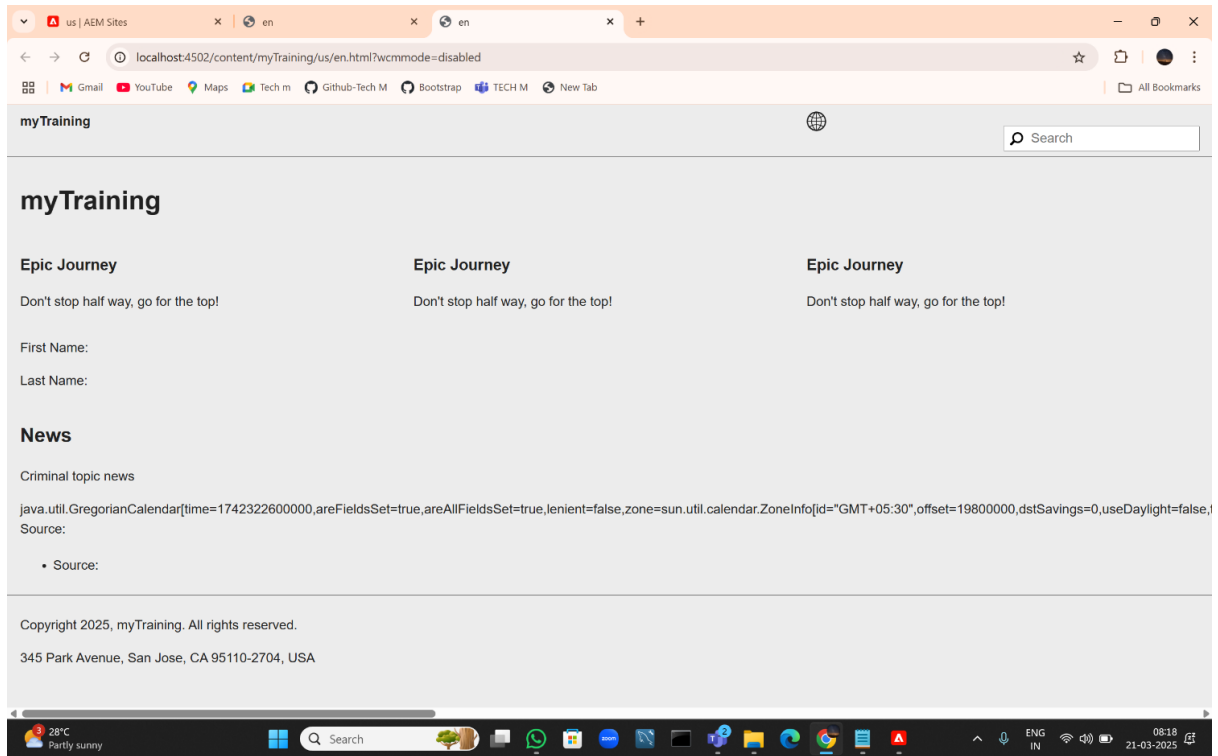 us | AEM Sites
en
en
localhost:4502/content/myTraining/us/en.html?wcmmode=disabled
Gmail YouTube Maps Tech m Github-Tech M Bootstrap TECH M New Tab All Bookmarks
myTraining
Search
myTraining
Epic Journey Epic Journey Epic Journey
Don't stop half way, go for the top! Don't stop half way, go for the top! Don't stop half way, go for the top!
First Name:
Last Name:
News
Criminal topic news
java.util.GregorianCalendar[time=1742322600000,areFieldsSet=true,areAllFieldsSet=true,lenient=false,zone=sun.util.calendar.ZoneInfo[id="GMT+05:30",offset=19800000,dstSavings=0,useDaylight=false,
Source:
• Source:
Copyright 2025, myTraining. All rights reserved.
345 Park Avenue, San Jose, CA 95110-2704, USA
3 28°C
Partly sunny
Search
zoom
2
ENG
IN
08:18
21-03-2025